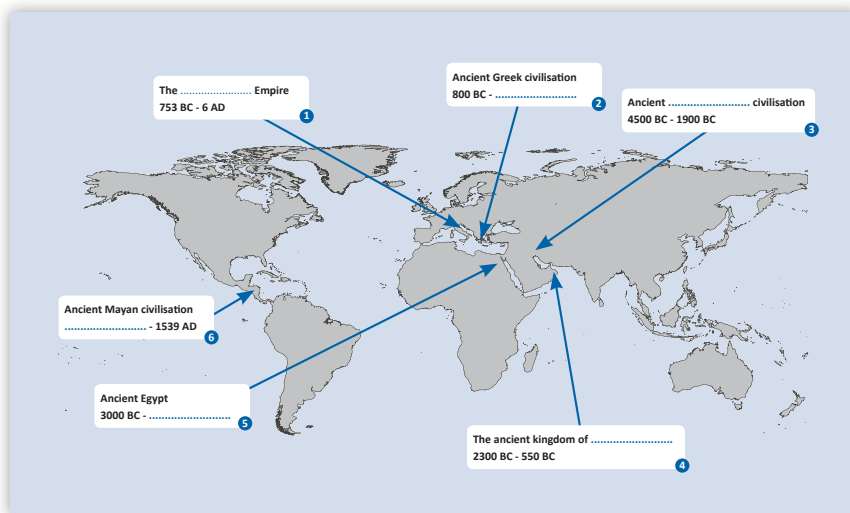 The ........................ Empire
753 BC - 6 AD
1
Ancient Greek civilisation
800 BC - ...........................
2
Ancient ........................... civilisation
4500 BC - 1900 BC
3
Ancient Mayan civilisation
........................... - 1539 AD
6
Ancient Egypt
3000 BC - ...........................
5
The ancient kingdom of ...........................
2300 BC - 550 BC
4